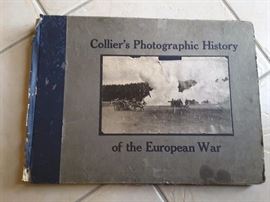 Collier's Photographic History
of the European War